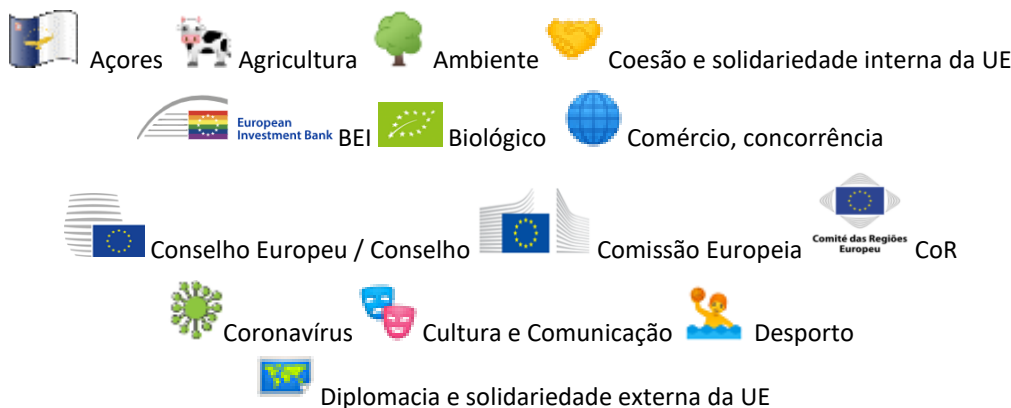 Açores Agricultura Ambiente Coesão e solidariedade interna da UE
European
Investment Bank BEI Biológico Comércio, concorrência
Conselho Europeu / Conselho Comissão Europeia Comité das Regiões
Europeu CoR
Coronavírus Cultura e Comunicação Desporto
Diplomacia e solidariedade externa da UE